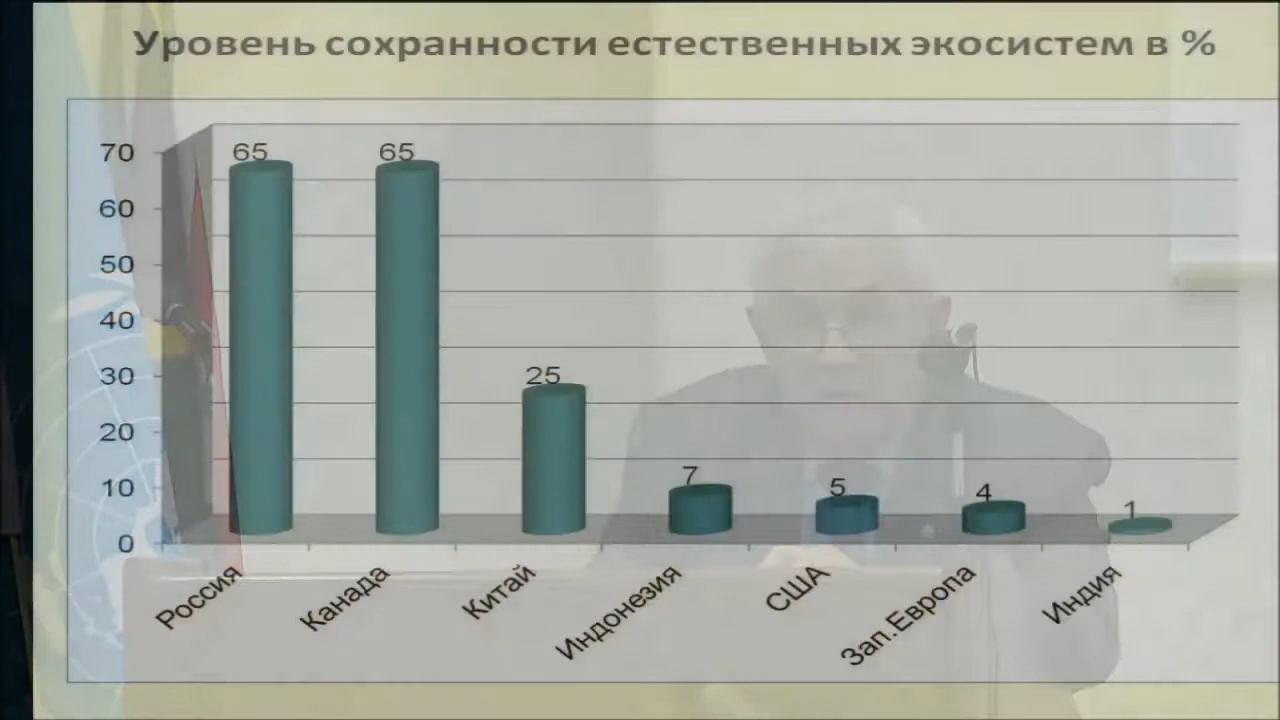 Уровень сохранности естественных экосистем в %
70
60
50
40
30
20
10
0
65
65
25
7
5
4
1
Россия
Канада
Китай
Индонезия
США
Зап.Европа
Индия